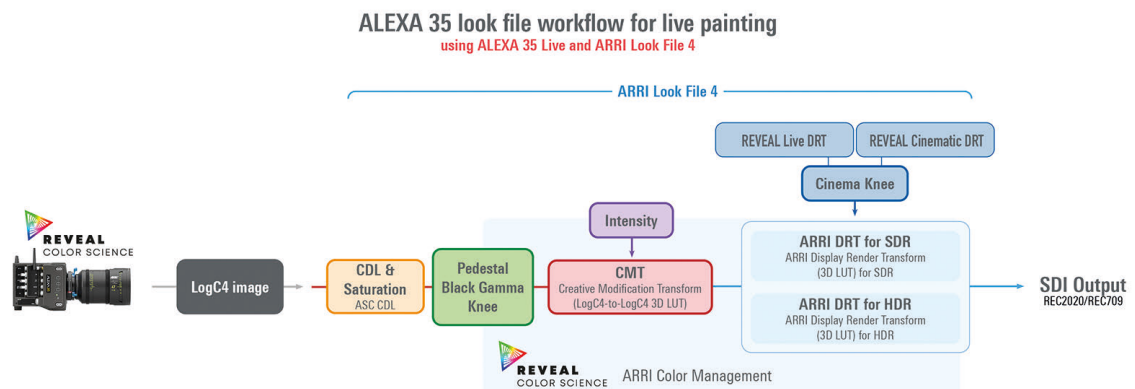 ALEXA 35 look file workflow for live painting
using ALEXA 35 Live and ARRI Look File 4
ARRI Look File 4
REVEAL Live DRT
REVEAL Cinematic DRT
Cinema Knee
REVEAL
COLOR SCIENCE
LogC4 image
CDL &
Saturation
ASC CDL
Pedestal
Black Gamma
Knee
Intensity
CMT
Creative Modification Transform
(LogC4-to-LogC4 3D LUT)
ARRI DRT for SDR
ARRI Display Render Transform
(3D LUT) for SDR
ARRI DRT for HDR
ARRI Display Render Transform
(3D LUT) for HDR
SDI Output
REC2020/REC709
REVEAL
COLOR SCIENCE
ARRI Color Management